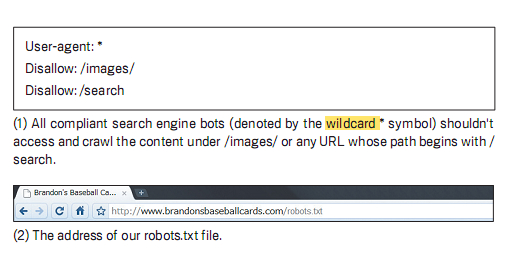 User-agent: *
Disallow: /images/
Disallow: /search
(1) All compliant search engine bots (denoted by the wildcard * symbol) shouldn't
access and crawl the content under /images/ or any URL whose path begins with /
search.
Brandon's Baseball Ca...
http://www.brandonsbaseballcards.com/robots.txt
(2) The address of our robots.txt file.